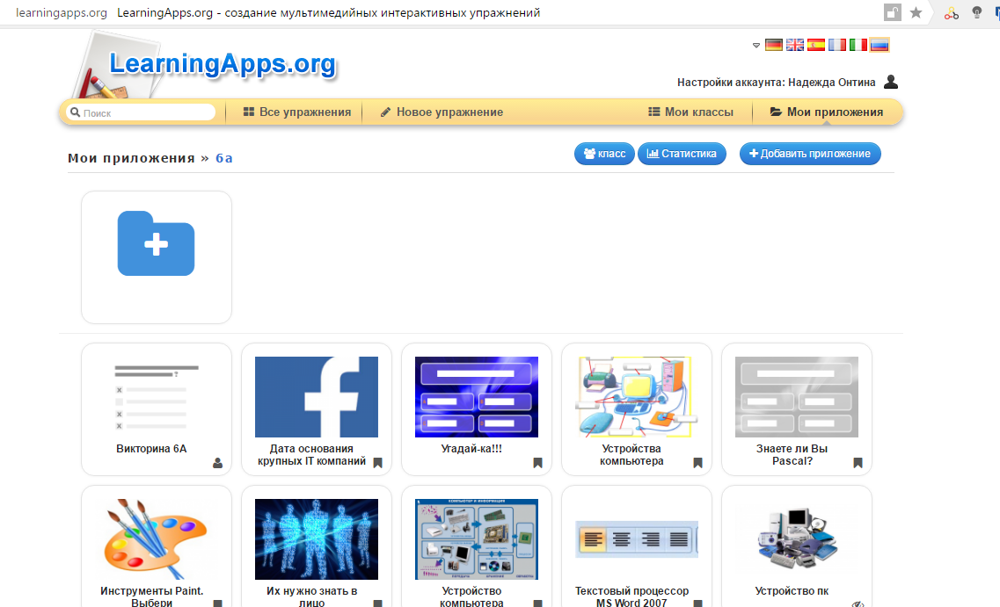 learningapps.org LearningApps.org - создание мультимедийных интерактивных упражнений
LearningApps.org
Настройки аккаунта: Надежда Онтина
Поиск Все упражнения Новое упражнение Мои классы Мои приложения
Мои приложения » 6а класс Статистика Добавить приложение
Викторина 6А
Дата основания
крупных IT компаний
Угадай-ка!!!
Устройства
компьютера
Знаете ли Вы
Pascal?
Инструменты Paint.
Выбери
Их нужно знать в
лицо
КОМПЬЮТЕР И ИНФОРМАЦИЯ
Устройство
компьютера
Текстовый процессор
MS Word 2007
Устройство пк